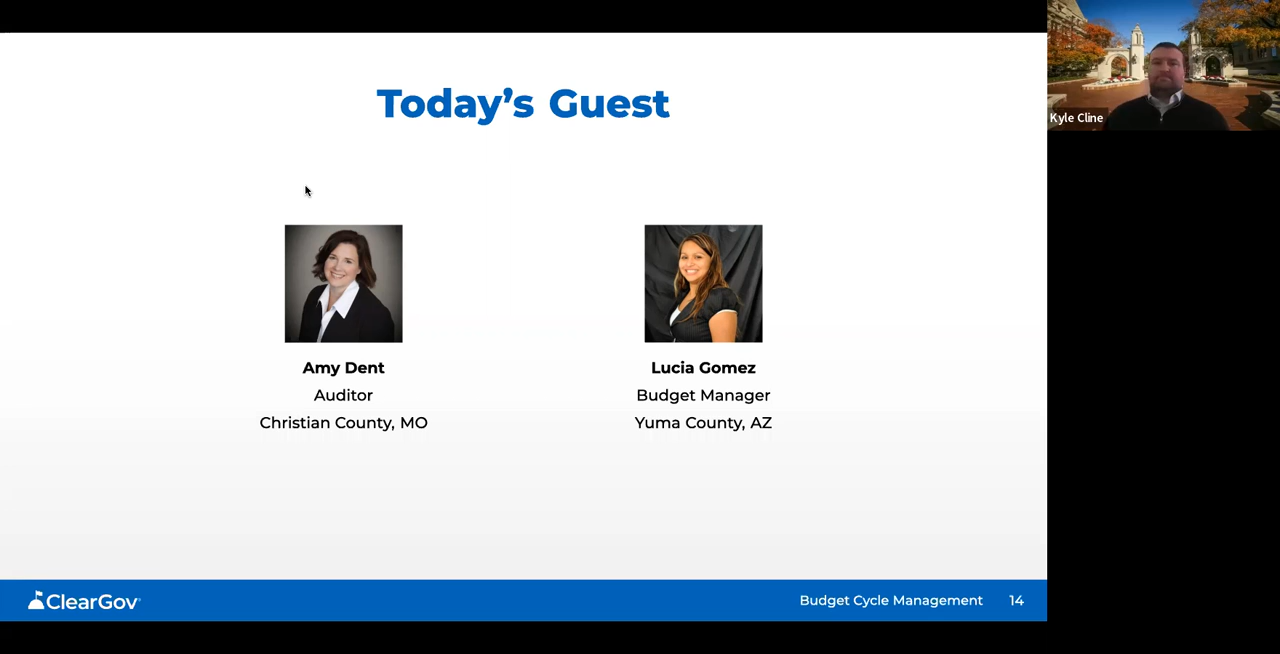 Today's Guest
Kyle Cline
Amy Dent
Auditor
Christian County, MO
Lucia Gomez
Budget Manager
Yuma County, AZ
ClearGov
Budget Cycle Management
14